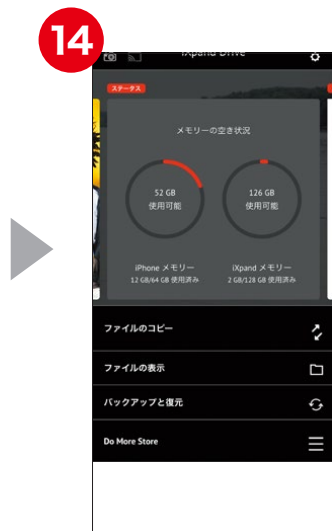 14
iXpand Drive
ステータス
メモリーの空き状況
52 GB
使用可能
126 GB
使用可能
iPhone メモリー
12 GB/64 GB 使用済み
iXpand メモリー
2 GB/128 GB 使用済み
ファイルのコピー
ファイルの表示
バックアップと復元
Do More Store